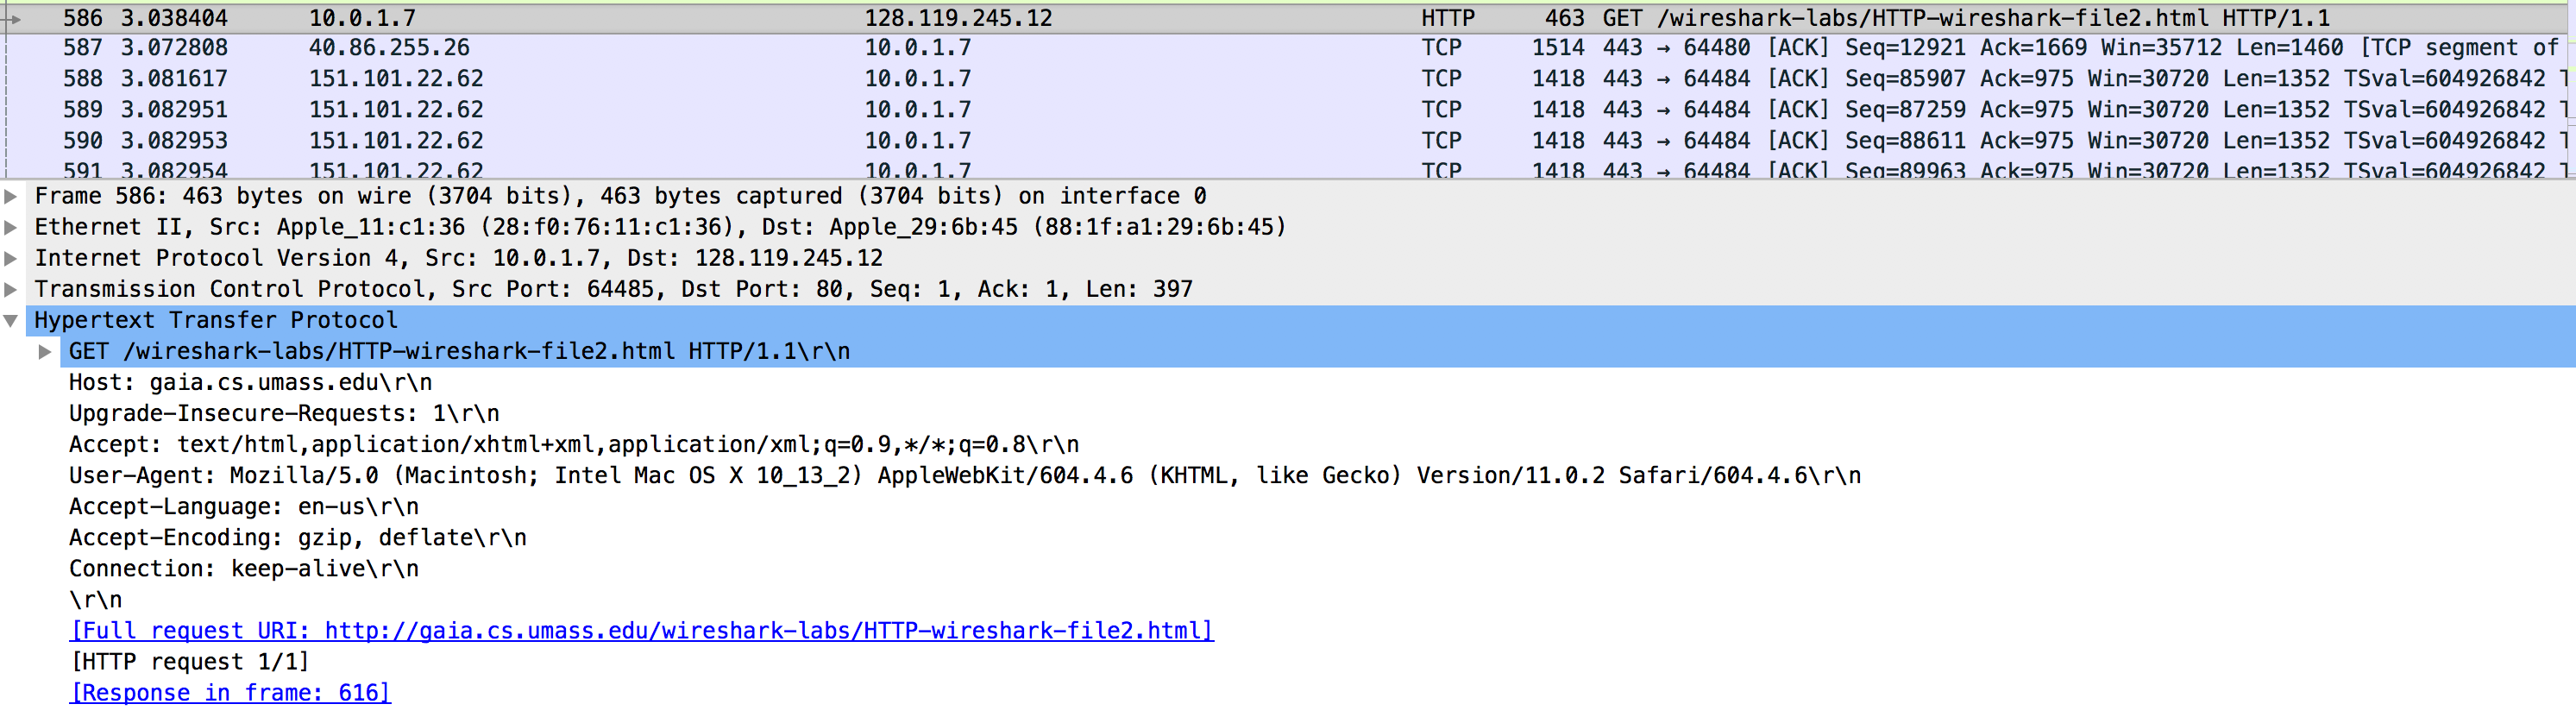 586 3.038404 10.0.1.7 128.119.245.12 HTTP 463 GET /wireshark-labs/HTTP-wireshark-file2.html HTTP/1.1
587 3.072808 40.86.255.26 10.0.1.7 TCP 1514 443 → 64480 [ACK] Seq=12921 Ack=1669 Win=35712 Len=1460 [TCP segment of
588 3.081617 151.101.22.62 10.0.1.7 TCP 1418 443 → 64484 [ACK] Seq=85907 Ack=975 Win=30720 Len=1352 TSval=604926842 T
589 3.082951 151.101.22.62 10.0.1.7 TCP 1418 443 → 64484 [ACK] Seq=87259 Ack=975 Win=30720 Len=1352 TSval=604926842 T
590 3.082953 151.101.22.62 10.0.1.7 TCP 1418 443 → 64484 [ACK] Seq=88611 Ack=975 Win=30720 Len=1352 TSval=604926842 T
591 3.082954 151.101.22.62 10.0.1.7 TCP 1418 443 → 64484 [ACK] Seq=89963 Ack=975 Win=30720 Len=1352 TSval=604926842 T
Frame 586: 463 bytes on wire (3704 bits), 463 bytes captured (3704 bits) on interface 0
Ethernet II, Src: Apple_11:c1:36 (28:f0:76:11:c1:36), Dst: Apple_29:6b:45 (88:1f:a1:29:6b:45)
Internet Protocol Version 4, Src: 10.0.1.7, Dst: 128.119.245.12
Transmission Control Protocol, Src Port: 64485, Dst Port: 80, Seq: 1, Ack: 1, Len: 397
Hypertext Transfer Protocol
GET /wireshark-labs/HTTP-wireshark-file2.html HTTP/1.1\r\n
Host: gaia.cs.umass.edu\r\n
Upgrade-Insecure-Requests: 1\r\n
Accept: text/html,application/xhtml+xml,application/xml;q=0.9,*/*;q=0.8\r\n
User-Agent: Mozilla/5.0 (Macintosh; Intel Mac OS X 10_13_2) AppleWebKit/604.4.6 (KHTML, like Gecko) Version/11.0.2 Safari/604.4.6\r\n
Accept-Language: en-us\r\n
Accept-Encoding: gzip, deflate\r\n
Connection: keep-alive\r\n
\r\n
[Full request URI: http://gaia.cs.umass.edu/wireshark-labs/HTTP-wireshark-file2.html]
[HTTP request 1/1]
[Response in frame: 616]